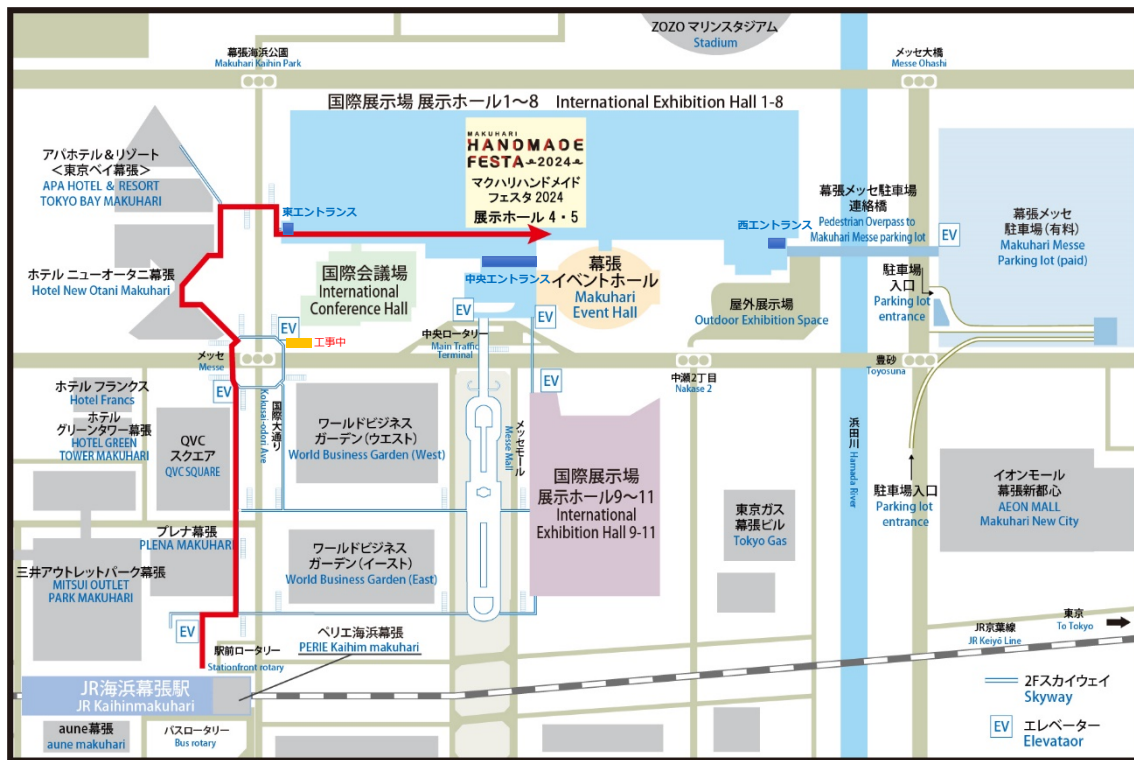 ZOZO マリンスタジアム
Stadium
幕張海浜公園
Makuhari Kaihin Park
メッセ大橋
Messe Ohashi
国際展示場 展示ホール1～8 International Exhibition Hall 1-8
MAKUHARI
HANDMADE
FESTA 2024
マクハリハンドメイド
フェスタ 2024
展示ホール 4・5
アパホテル＆リゾート
＜東京ベイ幕張＞
APA HOTEL & RESORT
TOKYO BAY MAKUHARI
東エントランス
西エントランス
中央エントランス
幕張メッセ駐車場
連絡橋
Pedestrian Overpass to
Makuhari Messe parking lot
EV
幕張メッセ
駐車場（有料）
Makuhari Messe
Parking lot (paid)
ホテル ニューオータニ幕張
Hotel New Otani Makuhari
国際会議場
International
Conference Hall
幕張
イベントホール
Makuhari
Event Hall
屋外展示場
Outdoor Exhibition Space
駐車場
入口
Parking lot
entrance
EV
工事中
EV
EV
中央ロータリー
Main Traffic
Terminal
メッセ
Messe
中瀬2丁目
Nakase 2
豊砂
Toyosuna
EV
EV
ホテル フランクス
Hotel Francs
ホテル
グリーンタワー幕張
HOTEL GREEN
TOWER MAKUHARI
QVC
スクエア
QVC SQUARE
国際大通り
Kokusai-odori Ave
ワールドビジネス
ガーデン（ウエスト）
World Business Garden (West)
メッセモール
Messe Mall
国際展示場
展示ホール9～11
International
Exhibition Hall 9-11
浜田川
Hamada River
東京ガス
幕張ビル
Tokyo Gas
駐車場入口
Parking lot
entrance
イオンモール
幕張新都心
AEON MALL
Makuhari New City
プレナ幕張
PLENA MAKUHARI
三井アウトレットパーク幕張
MITSUI OUTLET
PARK MAKUHARI
ワールドビジネス
ガーデン（イースト）
World Business Garden (East)
EV
駅前ロータリー
Stationfront rotary
ペリエ海浜幕張
PERIE Kaihim makuhari
JR京葉線
JR Keiyō Line
東京
To Tokyo
JR海浜幕張駅
JR Kaihinmakuhari
aune幕張
aune makuhari
バスロータリー
Bus rotary
2Fスカイウェイ
Skyway
EV エレベーター
Elevataor